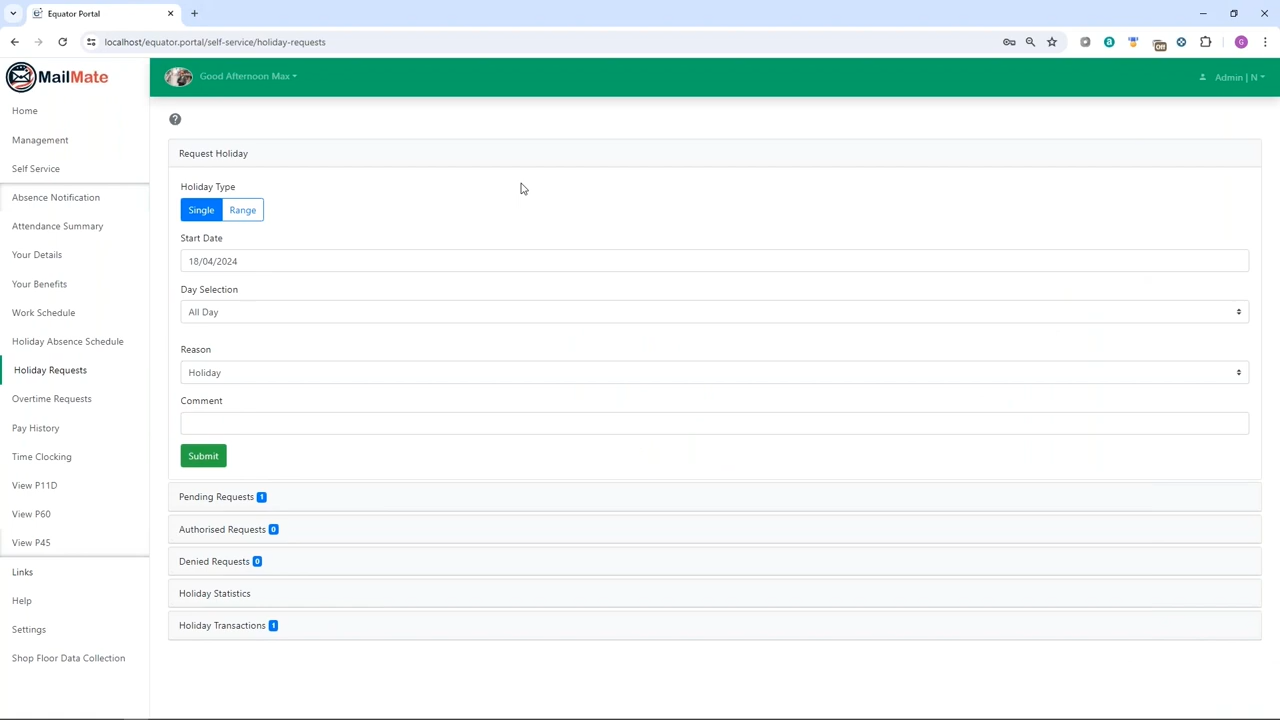 Equator Portal
localhost/equator.portal/self-service/holiday-requests
Off
G
MailMate
Good Afternoon Max
Admin | N
Home
Management
Self Service
Absence Notification
Attendance Summary
Your Details
Your Benefits
Work Schedule
Holiday Absence Schedule
Holiday Requests
Overtime Requests
Pay History
Time Clocking
View P11D
View P60
View P45
Links
Help
Settings
Shop Floor Data Collection
?
Request Holiday
Holiday Type
Single Range
Start Date
18/04/2024
Day Selection
All Day
Reason
Holiday
Comment
Submit
Pending Requests 1
Authorised Requests 0
Denied Requests 0
Holiday Statistics
Holiday Transactions 1